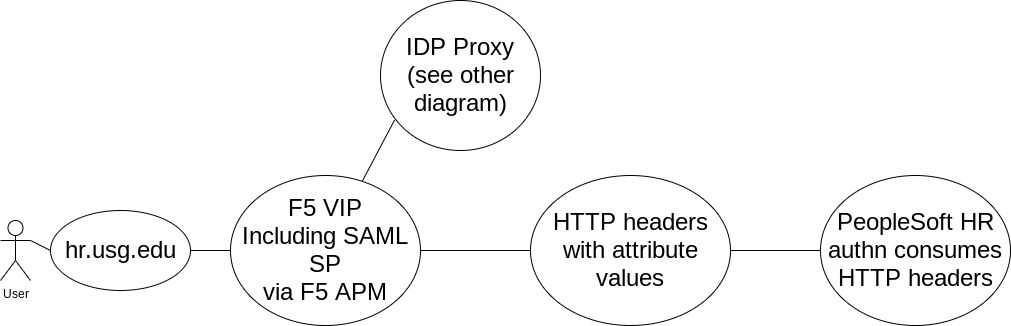 IDP Proxy
(see other
diagram)
User
hr.usg.edu
F5 VIP
Including SAML
SP
via F5 APM
HTTP headers
with attribute
values
PeopleSoft HR
authn consumes
HTTP headers